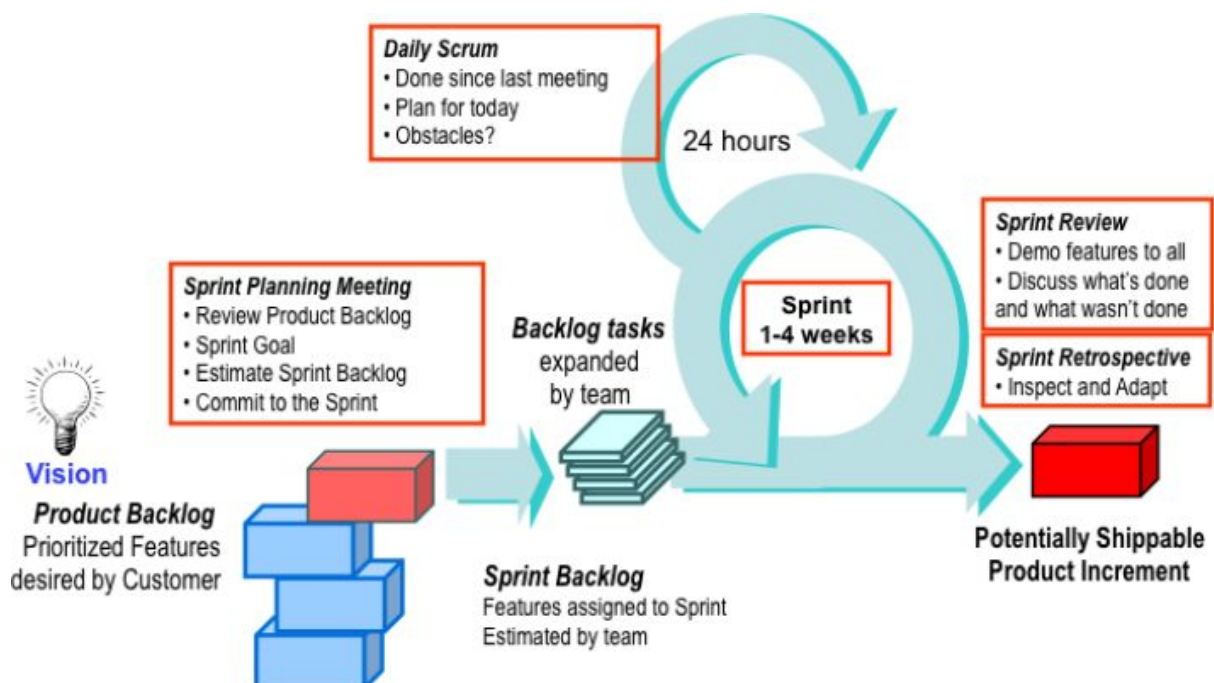 Daily Scrum
• Done since last meeting
• Plan for today
• Obstacles?
24 hours
Sprint Planning Meeting
• Review Product Backlog
• Sprint Goal
• Estimate Sprint Backlog
• Commit to the Sprint
Backlog tasks
expanded
by team
Sprint
1-4 weeks
Sprint Review
• Demo features to all
• Discuss what's done
and what wasn't done
Sprint Retrospective
• Inspect and Adapt
Vision
Product Backlog
Prioritized Features
desired by Customer
Sprint Backlog
Features assigned to Sprint
Estimated by team
Potentially Shippable
Product Increment